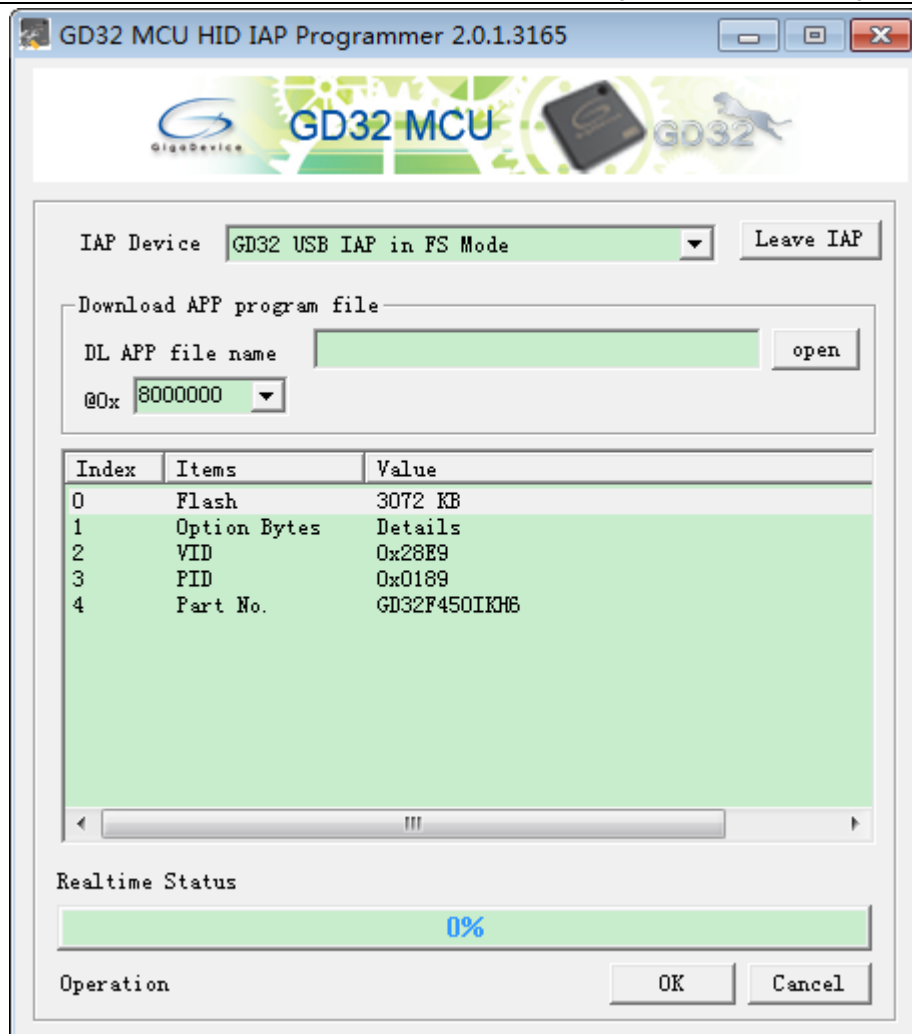 GD32 MCU HID IAP Programmer 2.0.1.3165
GigaDevice GD32 MCU GD32
IAP Device GD32 USB IAP in FS Mode Leave IAP
Download APP program file
DL APP file name open
@0x 8000000
Index Items Value
0 Flash 3072 KB
1 Option Bytes Details
2 VID 0x28E9
3 PID 0x0189
4 Part No. GD32F450IKH6
Realtime Status
0%
Operation OK Cancel